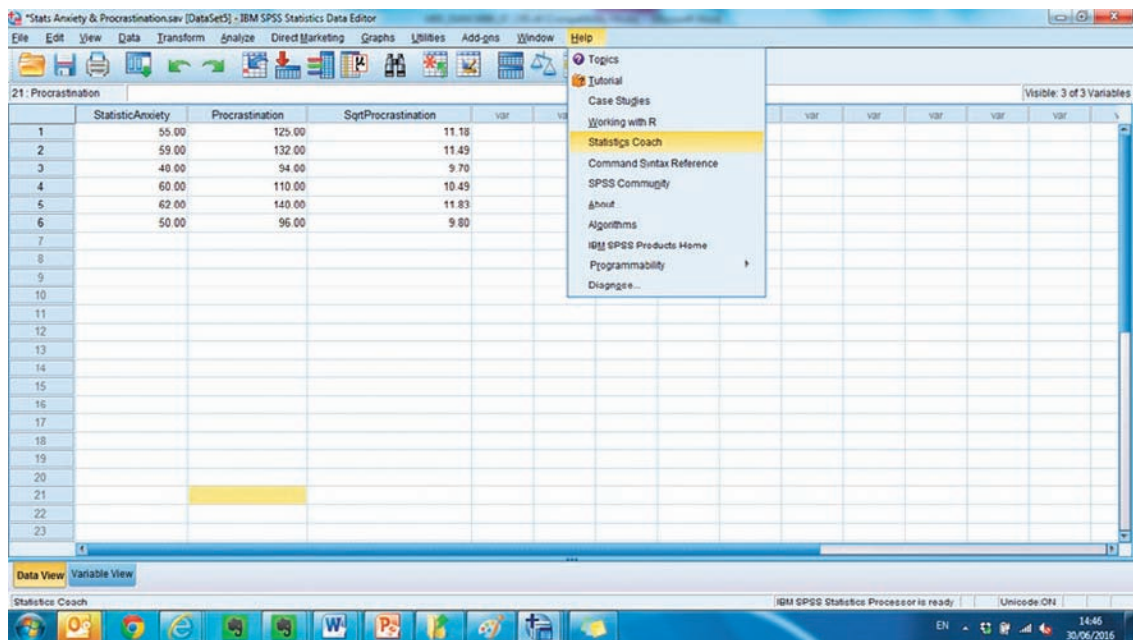 *Stats Anxiety & Procrastination.sav [DataSet5] - IBM SPSS Statistics Data Editor
File Edit View Data Transform Analyze Direct Marketing Graphs Utilities Add-ons Window Help
21 : Procrastination Visible: 3 of 3 Variables
StatisticAnxiety Procrastination SqrtProcrastination var va var var var var var v
1 55.00 125.00 11.18
2 59.00 132.00 11.49
3 40.00 94.00 9.70
4 60.00 110.00 10.49
5 62.00 140.00 11.83
6 50.00 96.00 9.80
7
8
9
10
11
12
13
14
15
16
17
18
19
20
21
22
23
Topics
Tutorial
Case Studies
Working with R
Statistics Coach
Command Syntax Reference
SPSS Community
About
Algorithms
IBM SPSS Products Home
Programmability
Diagnose...
Data View Variable View
Statistics Coach IBM SPSS Statistics Processor is ready Unicode:ON
EN 14:46
30/06/2016